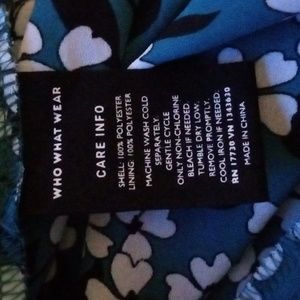 WHO WHAT WEAR
CARE INFO
SHELL: 100% POLYESTER
LINING: 100% POLYESTER
MACHINE WASH COLD
SEPARATELY.
GENTLE CYCLE
ONLY NON-CHLORINE
BLEACH IF NEEDED.
TUMBLE DRY LOW.
REMOVE PROMPTLY.
COOL IRON IF NEEDED.
RN 17730 VN 1343630
MADE IN CHINA